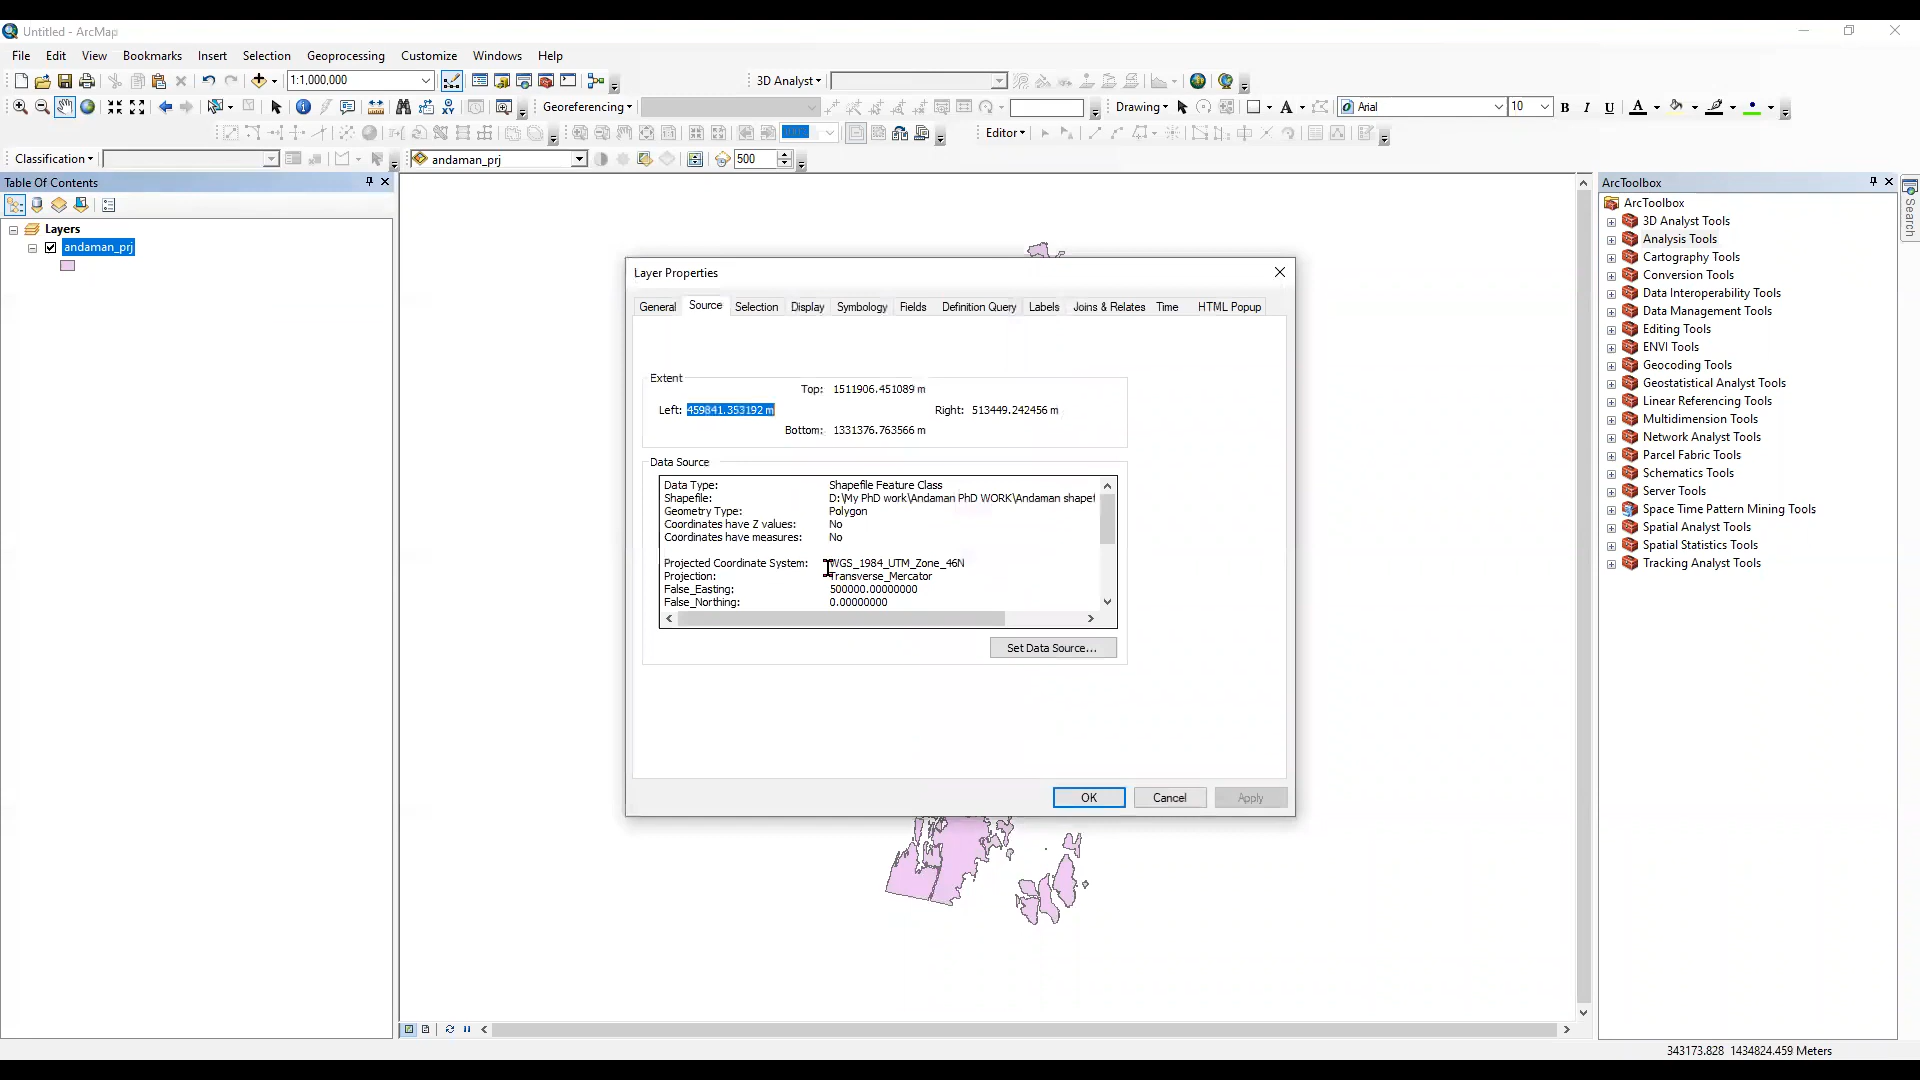 Untitled - ArcMap
File Edit View Bookmarks Insert Selection Geoprocessing Customize Windows Help
1:1,000,000 3D Analyst
Georeferencing Drawing Arial 10 B I U A
Editor
Classification andaman_prj 500
Table Of Contents
Layers
andaman_prj
Layer Properties
General Source Selection Display Symbology Fields Definition Query Labels Joins & Relates Time HTML Popup
Extent
Top: 1511906.451089 m
Left: 459841.353192 m Right: 513449.242456 m
Bottom: 1331376.763566 m
Data Source
Data Type: Shapefile Feature Class
Shapefile: D:\My PhD work\Andaman PhD WORK\Andaman shapef
Geometry Type: Polygon
Coordinates have Z values: No
Coordinates have measures: No
Projected Coordinate System: WGS_1984_UTM_Zone_46N
Projection: Transverse_Mercator
False_Easting: 500000.00000000
False_Northing: 0.00000000
Set Data Source...
OK Cancel Apply
ArcToolbox
ArcToolbox
3D Analyst Tools
Analysis Tools
Cartography Tools
Conversion Tools
Data Interoperability Tools
Data Management Tools
Editing Tools
ENVI Tools
Geocoding Tools
Geostatistical Analyst Tools
Linear Referencing Tools
Multidimension Tools
Network Analyst Tools
Parcel Fabric Tools
Schematics Tools
Server Tools
Space Time Pattern Mining Tools
Spatial Analyst Tools
Spatial Statistics Tools
Tracking Analyst Tools
Search
343173.828 1434824.459 Meters